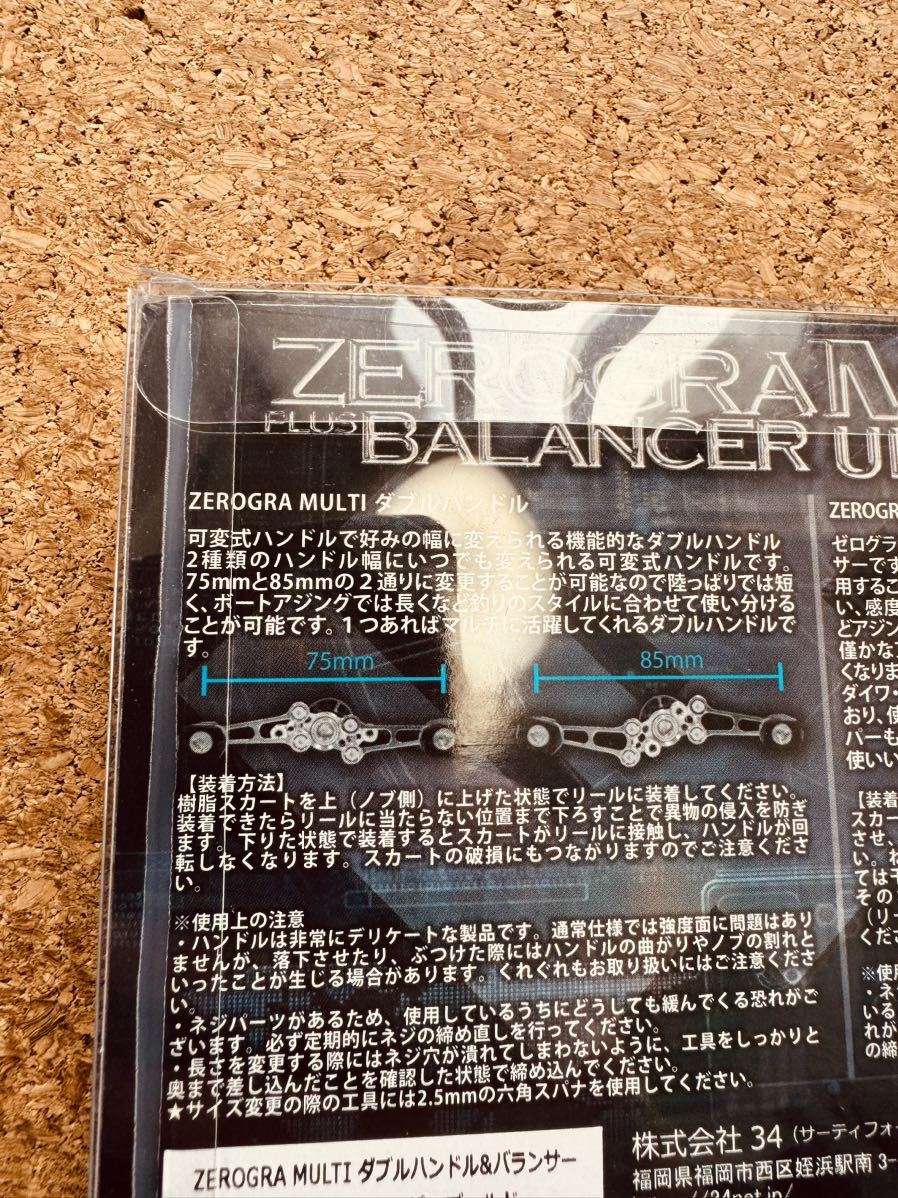 ZEROGRA M
PLUS BALANCER U
ZEROGRA MULTI ダブルハンドル
可変式ハンドルで好みの幅に変えられる機能的なダブルハンドル
2種類のハンドル幅にいつでも変えられる可変式ハンドルです。
75mmと85mmの2通りに変更することが可能なので陸っぱりでは短
く、ボートアジングでは長くなど釣りのスタイルに合わせて使い分ける
ことが可能です。1つあればマルチに活躍してくれるダブルハンドルで
す。
75mm
85mm
【装着方法】
樹脂スカートを上（ノブ側）に上げた状態でリールに装着してください。
装着できたらリールに当たらない位置まで下ろすことで異物の侵入を防ぎ
ます。下りた状態で装着するとスカートがリールに接触し、ハンドルが回
転しなくなります。スカートの破損にもつながりますのでご注意くださ
い。
※使用上の注意
・ハンドルは非常にデリケートな製品です。通常仕様では強度面に問題はあり
ませんが、落下させたり、ぶつけた際にはハンドルの曲がりやノブの割れと
いったことが生じる場合があります。くれぐれもお取り扱いにはご注意くださ
い。
・ネジパーツがあるため、使用しているうちにどうしても緩んでくる恐れがご
ざいます。必ず定期的にネジの締め直しを行ってください。
・長さを変更する際にはネジ穴が潰れてしまわないように、工具をしっかりと
奥まで差し込んだことを確認した状態で締め込んでください。
★サイズ変更の際の工具には2.5mmの六角スパナを使用してください。
ZEROGRA MULTI ダブルハンドル&バランサー
ZEROGR
ゼログラ
サーです
用するこ
い、感度
どアジン
僅かなア
くなりま
ダイワ・
おり、使
パーも
使いい
【装着
スカー
させ、
い。ね
ては干
その
（リー
くださ
※使用
・ネジ
いる
れが
の締
株式会社 34（サーティフォー
福岡県福岡市西区姪浜駅南 3-